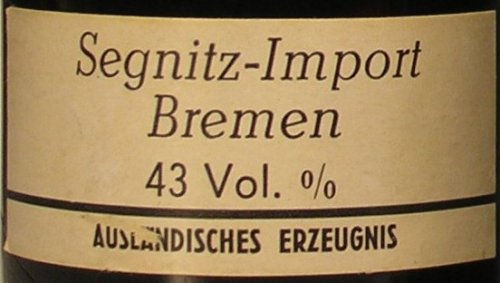 Segnitz-Import
Bremen
43 Vol. %
AUSLÄNDISCHES ERZEUGNIS